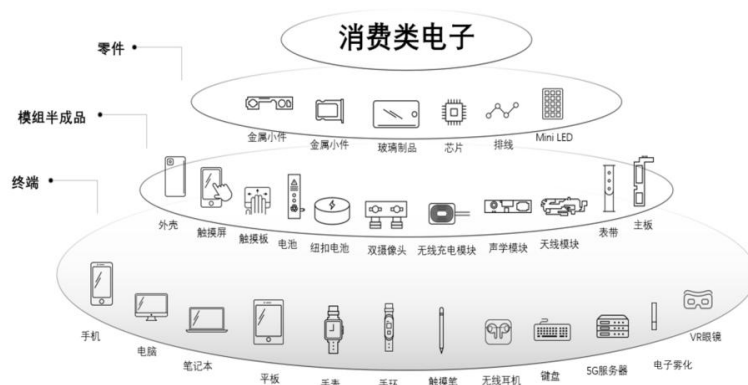 消费类电子
零件
金属小件
金属小件
玻璃制品
芯片
排线
Mini LED
模组半成品
外壳
触摸屏
触摸板
电池
纽扣电池
双摄像头
无线充电模块
声学模块
天线模块
表带
主板
终端
手机
电脑
笔记本
平板
手表
手环
触摸笔
无线耳机
键盘
5G服务器
电子雾化
VR眼镜